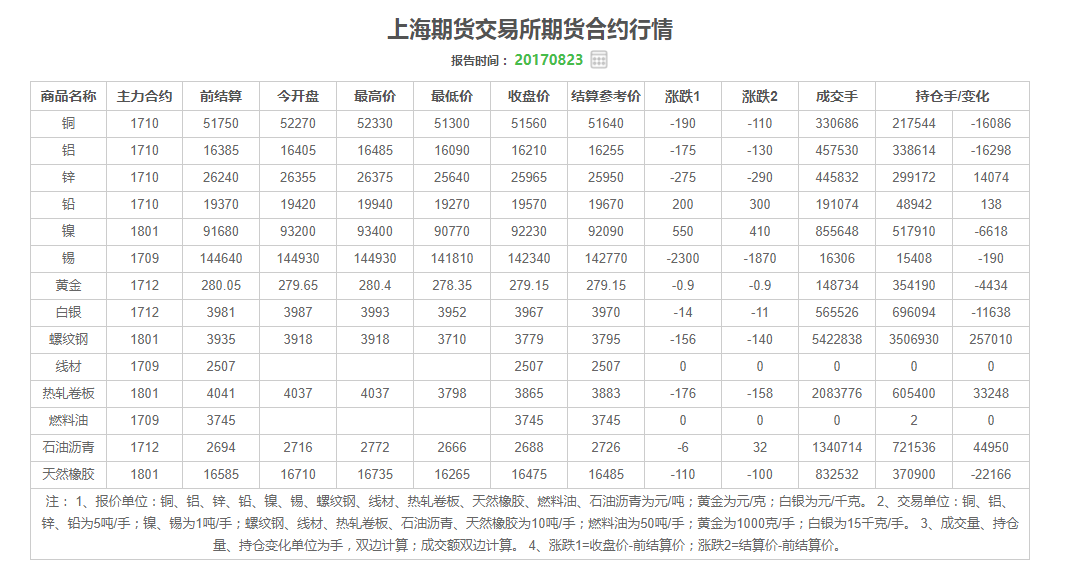 上海期货交易所期货合约行情
报告时间： 20170823
商品名称 主力合约 前结算 今开盘 最高价 最低价 收盘价 结算参考价 涨跌1 涨跌2 成交手 持仓手/变化
铜 1710 51750 52270 52330 51300 51560 51640 -190 -110 330686 217544 -16086
铝 1710 16385 16405 16485 16090 16210 16255 -175 -130 457530 338614 -16298
锌 1710 26240 26355 26375 25640 25965 25950 -275 -290 445832 299172 14074
铅 1710 19370 19420 19940 19270 19570 19670 200 300 191074 48942 138
镍 1801 91680 93200 93400 90770 92230 92090 550 410 855648 517910 -6618
锡 1709 144640 144930 144930 141810 142340 142770 -2300 -1870 16306 15408 -190
黄金 1712 280.05 279.65 280.4 278.35 279.15 279.15 -0.9 -0.9 148734 354190 -4434
白银 1712 3981 3987 3993 3952 3967 3970 -14 -11 565526 696094 -11638
螺纹钢 1801 3935 3918 3918 3710 3779 3795 -156 -140 5422838 3506930 257010
线材 1709 2507 2507 2507 0 0 0 0 0
热轧卷板 1801 4041 4037 4037 3798 3865 3883 -176 -158 2083776 605400 33248
燃料油 1709 3745 3745 3745 0 0 0 2 0
石油沥青 1712 2694 2716 2772 2666 2688 2726 -6 32 1340714 721536 44950
天然橡胶 1801 16585 16710 16735 16265 16475 16485 -110 -100 832532 370900 -22166
注： 1、报价单位：铜、铝、锌、铅、镍、锡、螺纹钢、线材、热轧卷板、天然橡胶、燃料油、石油沥青为元/吨；黄金为元/克；白银为元/千克。 2、交易单位：铜、铝、
锌、铅为5吨/手；镍、锡为1吨/手；螺纹钢、线材、热轧卷板、石油沥青、天然橡胶为10吨/手；燃料油为50吨/手；黄金为1000克/手；白银为15千克/手。 3、成交量、持仓
量、持仓变化单位为手，双边计算；成交额双边计算。 4、涨跌1=收盘价-前结算价；涨跌2=结算价-前结算价。